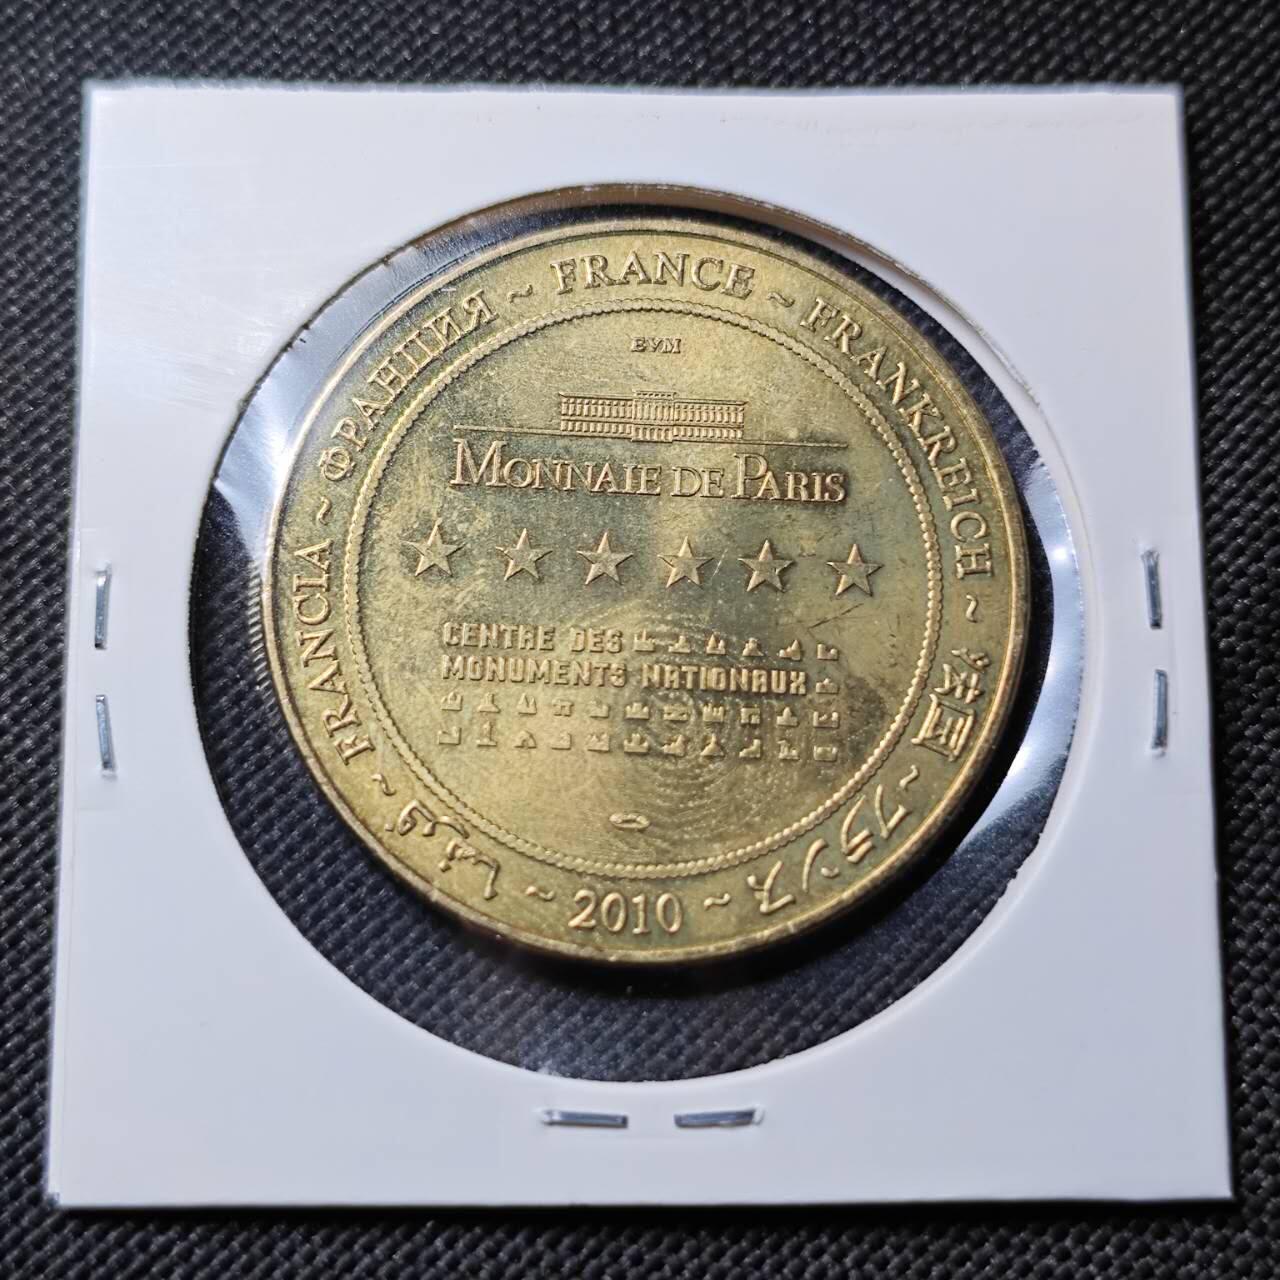 ~ FRANCE ~ FRANKREICH ~ 法国 ~ フランス ~ 2010 ~ فرنسا ~ FRANCIA ~ ФРАНЦИЯ
EVM
MONNAIE DE PARIS
CENTRE DES
MONUMENTS NATIONAUX